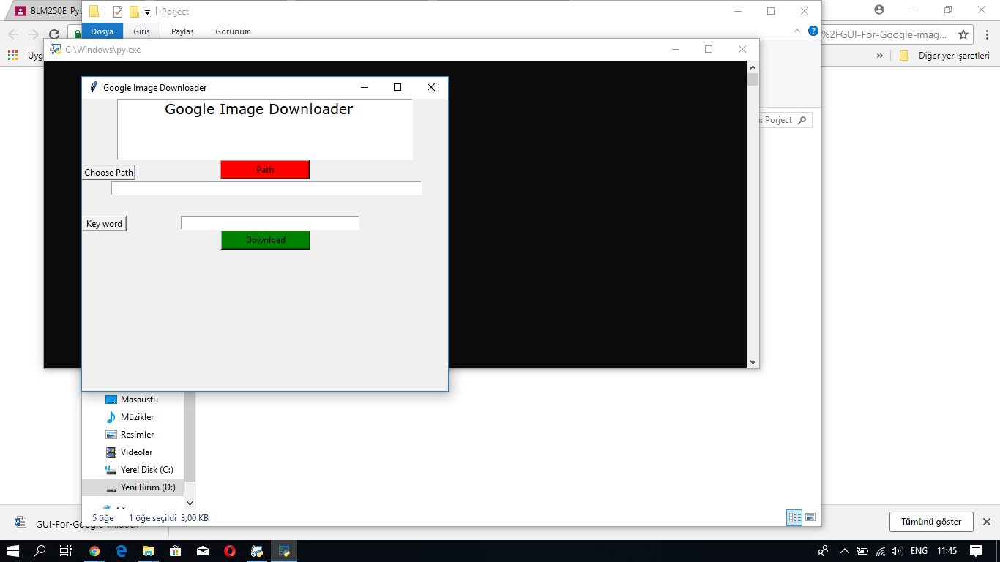 BLM250E_Pyt
Porject
Dosya
Giriş
Paylaş
Görünüm
%2FGUI-For-Google-imag...
Uyg
Diğer yer işaretleri
C:\Windows\py.exe
Google Image Downloader
Google Image Downloader
: Porject
Choose Path
Path
Key word
Download
Masaüstü
Müzikler
Resimler
Videolar
Yerel Disk (C:)
Yeni Birim (D:)
5 öğe
1 öğe seçildi 3,00 KB
GUI-For-Google
Tümünü göster
ENG
11:45